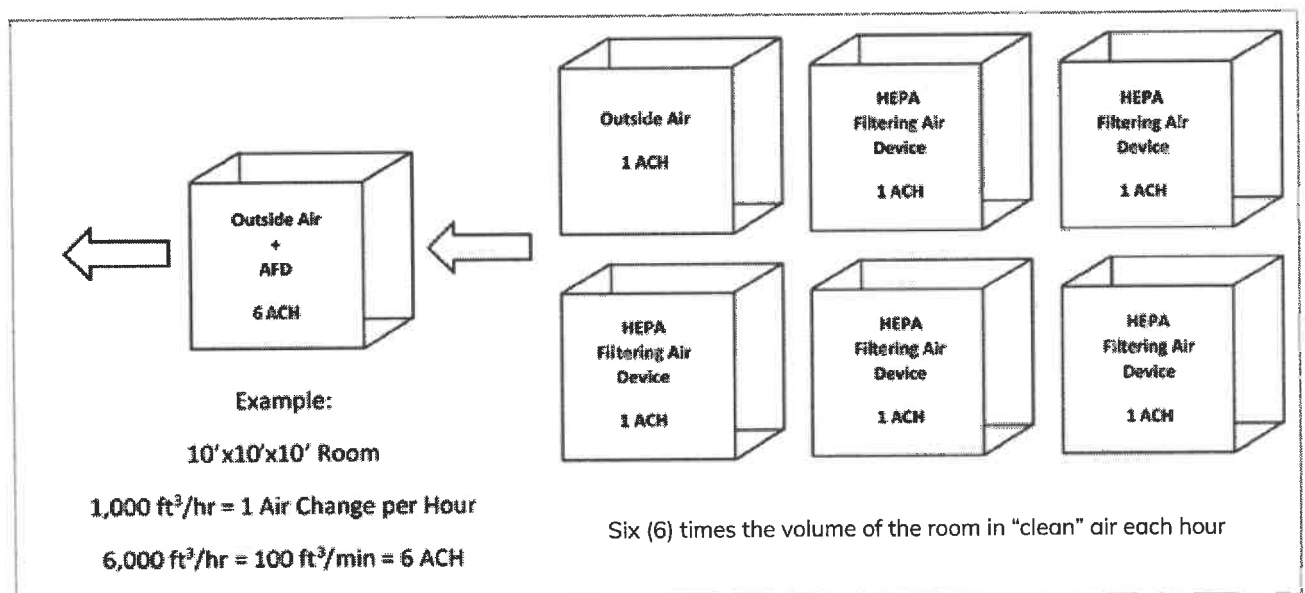 Outside Air
+
AFD
6 ACH
Example:
10’x10’x10’ Room
1,000 ft³/hr = 1 Air Change per Hour
6,000 ft³/hr = 100 ft³/min = 6 ACH
Outside Air
1 ACH
HEPA
Filtering Air
Device
1 ACH
HEPA
Filtering Air
Device
1 ACH
HEPA
Filtering Air
Device
1 ACH
HEPA
Filtering Air
Device
1 ACH
HEPA
Filtering Air
Device
1 ACH
Six (6) times the volume of the room in “clean” air each hour